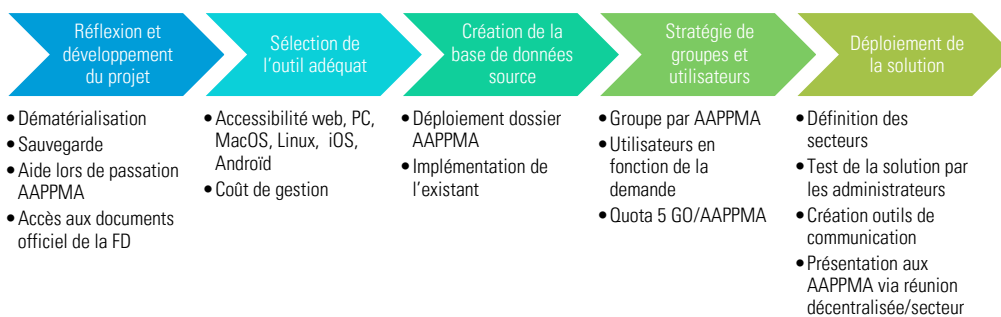 Réflexion et
développement
du projet
• Dématérialisation
• Sauvegarde
• Aide lors de passation
AAPPMA
• Accès aux documents
officiel de la FD
Sélection de
l'outil adéquat
• Accessibilité web, PC,
MacOS, Linux, iOS,
Androïd
• Coût de gestion
Création de la
base de données
source
• Déploiement dossier
AAPPMA
• Implémentation de
l'existant
Stratégie de
groupes et
utilisateurs
• Groupe par AAPPMA
• Utilisateurs en
fonction de la
demande
• Quota 5 GO/AAPPMA
Déploiement de
la solution
• Définition des
secteurs
• Test de la solution par
les administrateurs
• Création outils de
communication
• Présentation aux
AAPPMA via réunion
décentralisée/secteur